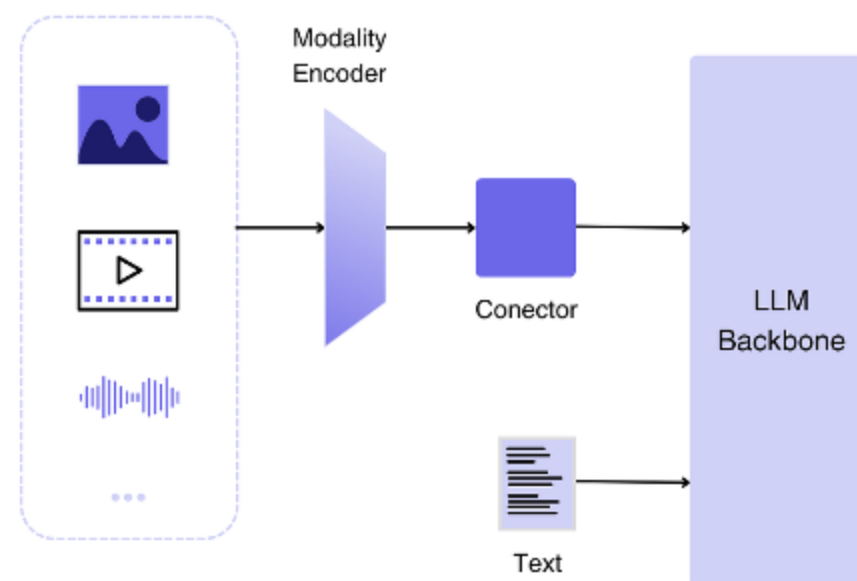 Modality
Encoder
Conector
LLM
Backbone
Text